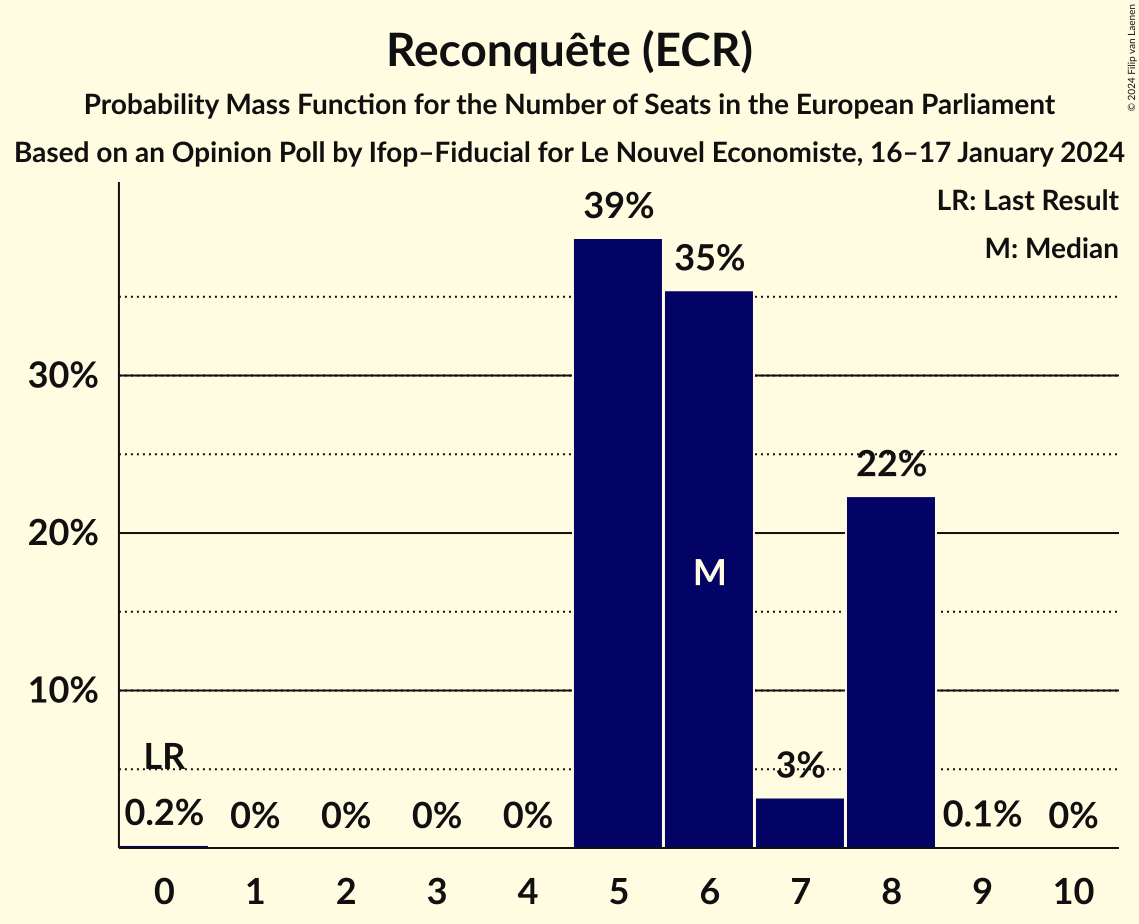 Reconquête (ECR)
Probability Mass Function for the Number of Seats in the European Parliament
Based on an Opinion Poll by Ifop–Fiducial for Le Nouvel Economiste, 16–17 January 2024
© 2024 Filip van Laenen
LR: Last Result
M: Median
39%
35%
30%
22%
20%
M
10%
LR
3%
0.2% 0% 0% 0% 0% 0.1% 0%
0 1 2 3 4 5 6 7 8 9 10